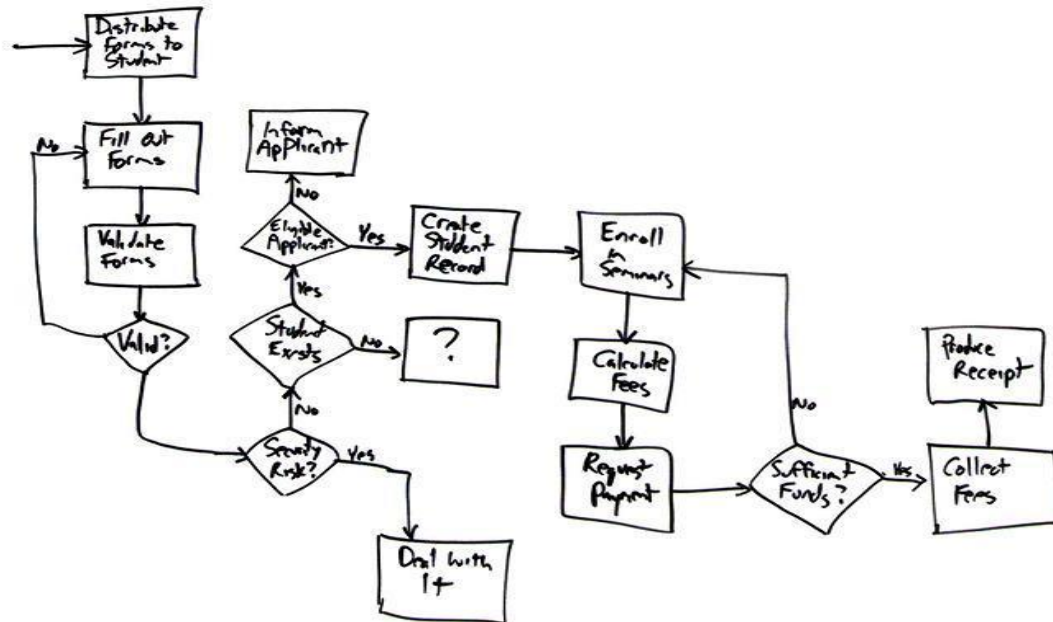 Distribute
Forms to
Student
Fill out
Forms
No
Validate
Forms
Valid?
Inform
Applicant
No
Eligible
Applicant?
Yes
Yes
Student
Exists
No
?
No
Security
Risk?
Yes
Deal with
It
Create
Student
Record
Enroll
in
Seminars
Calculate
Fees
Request
Payment
No
Sufficient
Funds?
Yes
Collect
Fees
Produce
Receipt